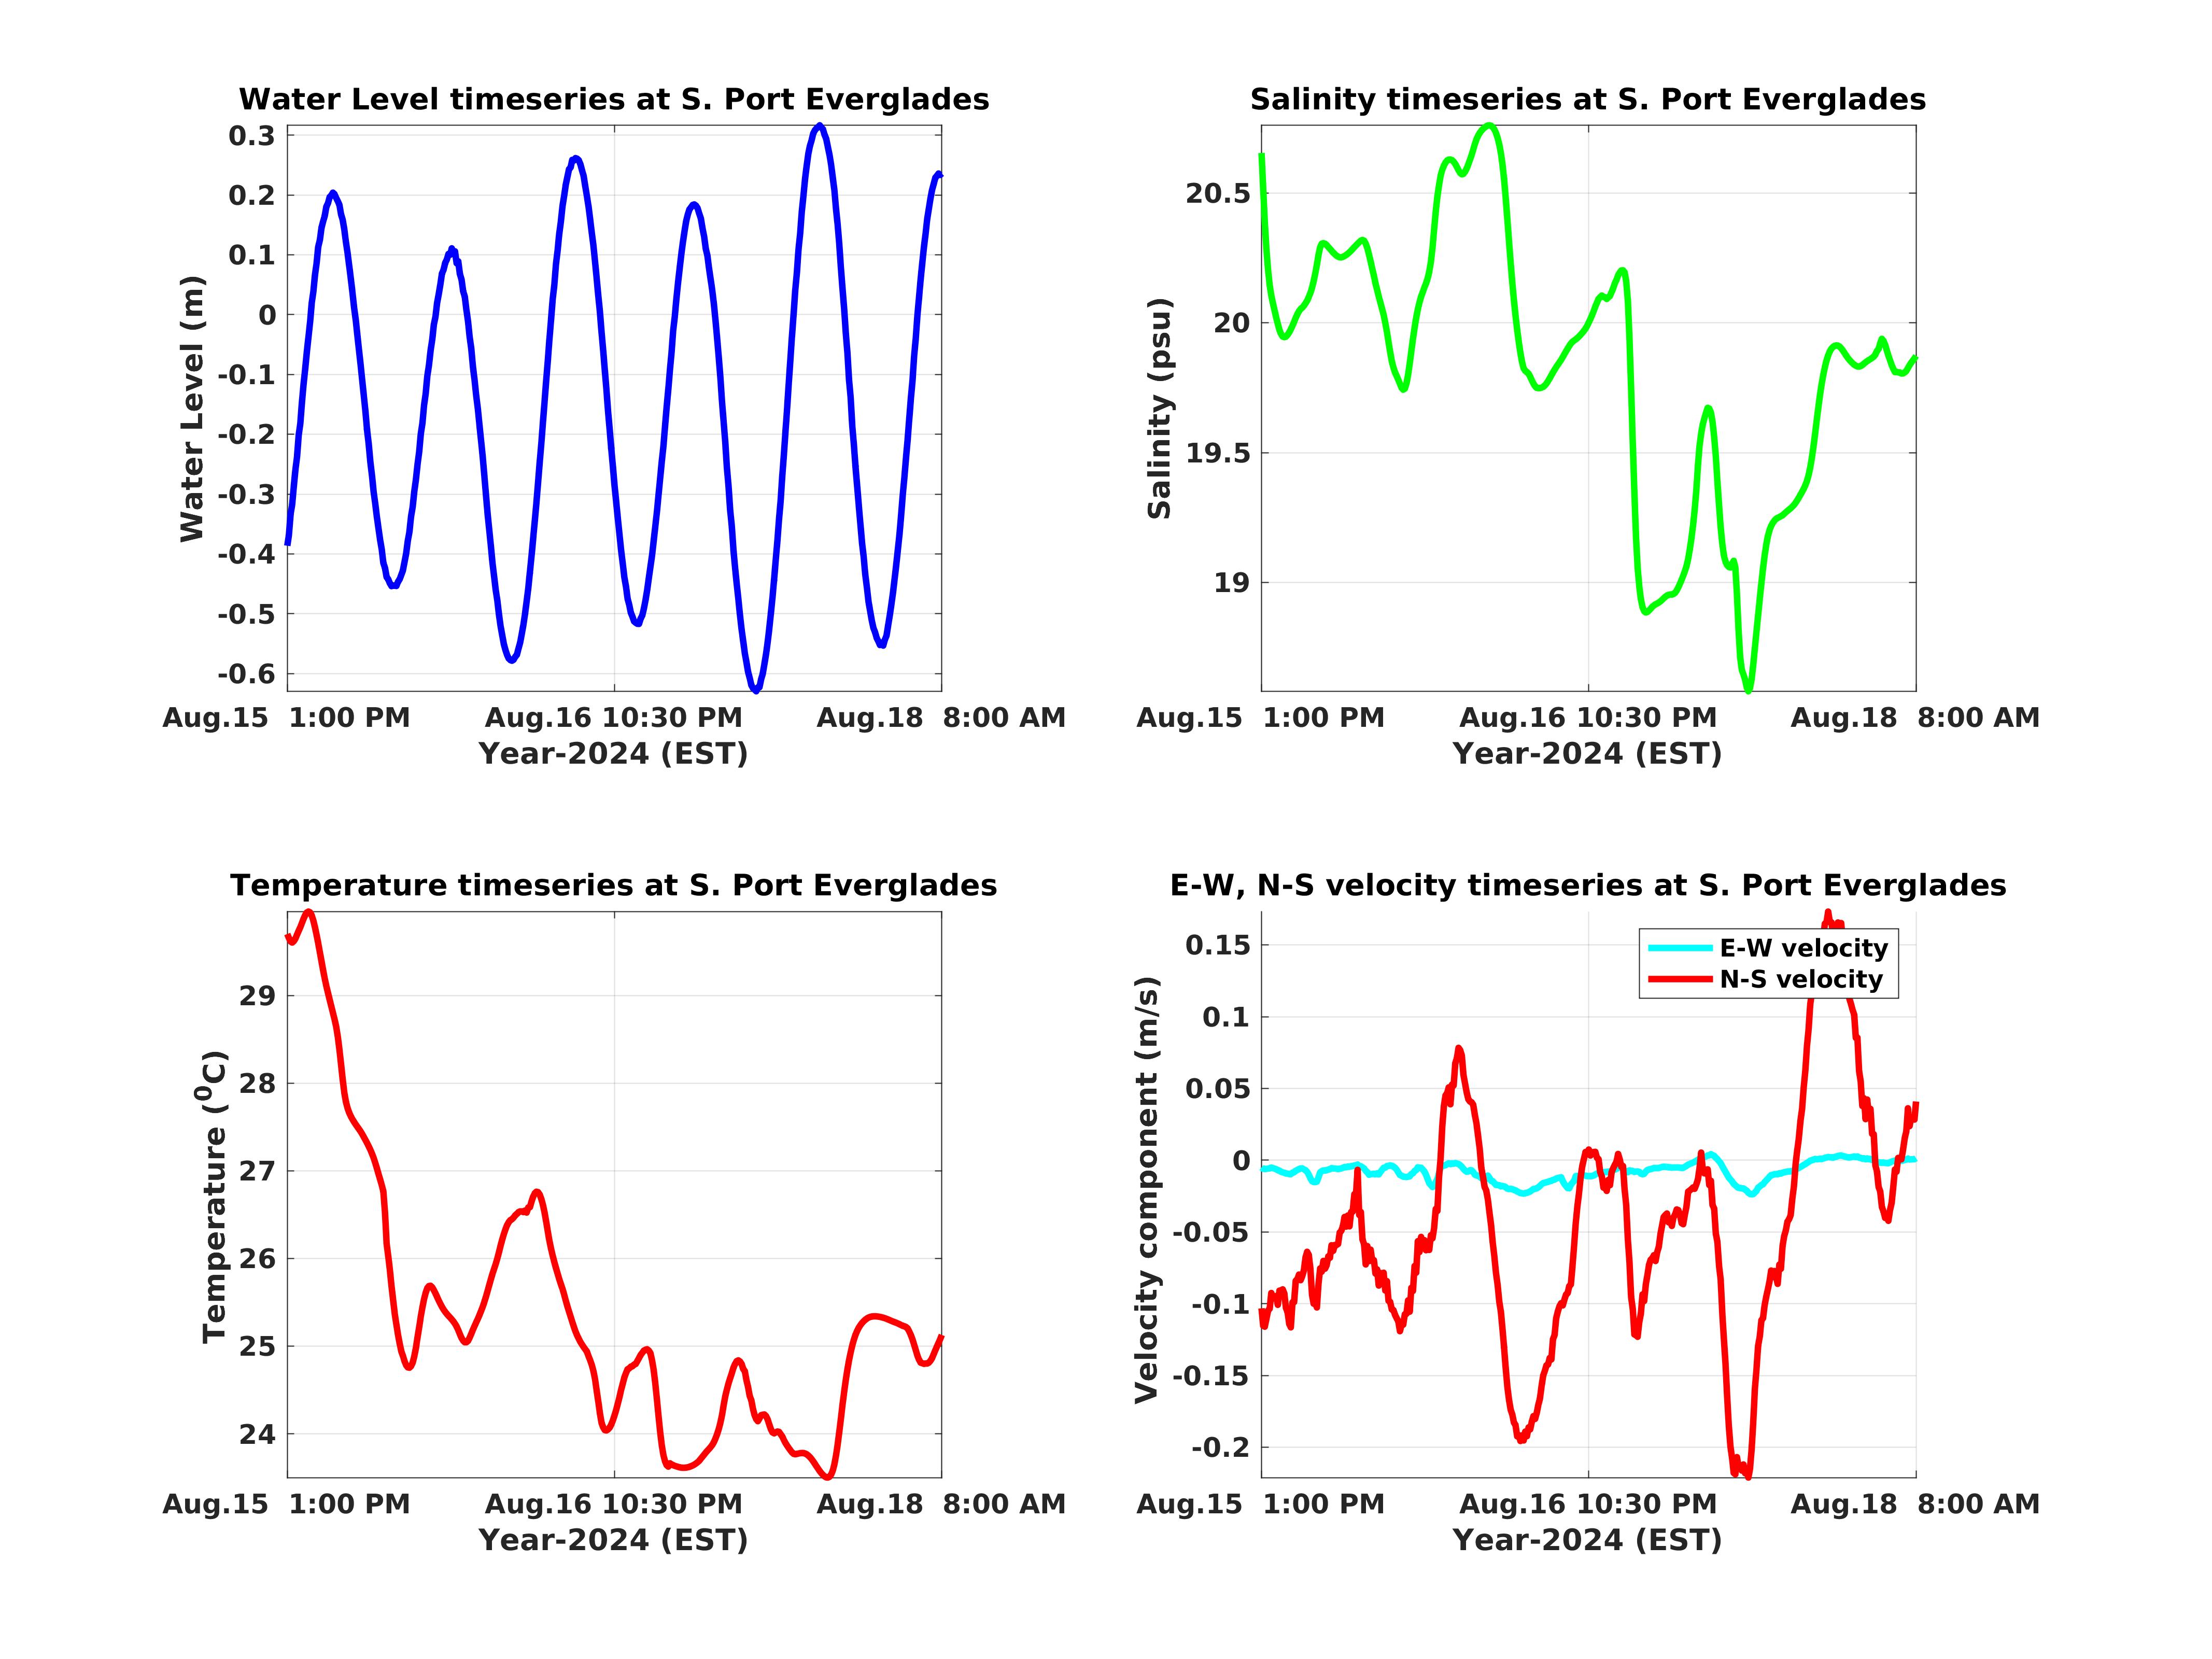 Water Level timeseries at S. Port Everglades
0.3
0.2
0.1
0
-0.1
-0.2
-0.3
-0.4
-0.5
-0.6
Water Level (m)
Aug.15 1:00 PM
Aug.16 10:30 PM
Aug.18 8:00 AM
Year-2024 (EST)
Salinity timeseries at S. Port Everglades
20.5
20
19.5
19
Salinity (psu)
Aug.15 1:00 PM
Aug.16 10:30 PM
Aug.18 8:00 AM
Year-2024 (EST)
Temperature timeseries at S. Port Everglades
29
28
27
26
25
24
Temperature (⁰C)
Aug.15 1:00 PM
Aug.16 10:30 PM
Aug.18 8:00 AM
Year-2024 (EST)
E-W, N-S velocity timeseries at S. Port Everglades
0.15
0.1
0.05
0
-0.05
-0.1
-0.15
-0.2
Velocity component (m/s)
E-W velocity
N-S velocity
Aug.15 1:00 PM
Aug.16 10:30 PM
Aug.18 8:00 AM
Year-2024 (EST)